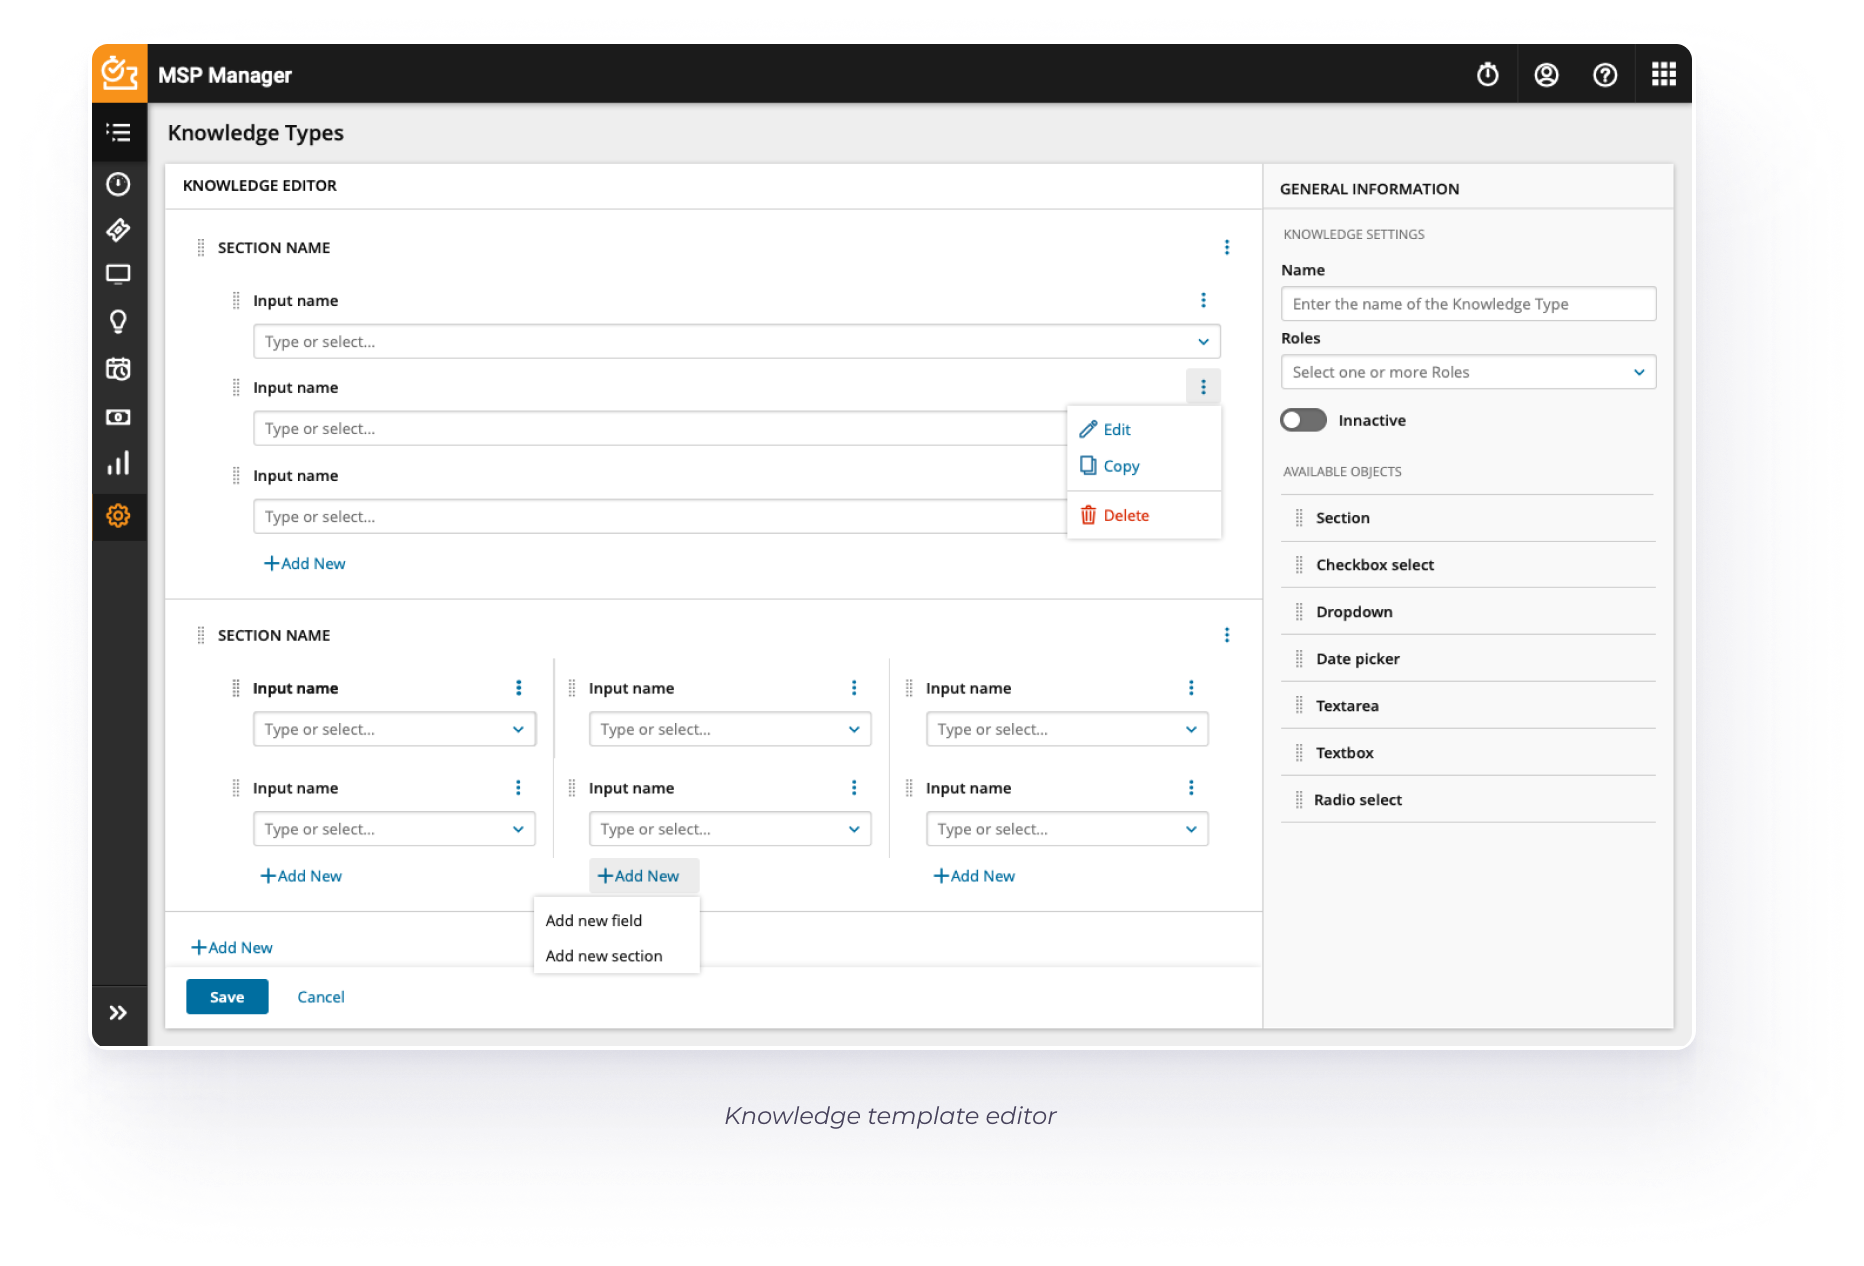 MSP Manager
Knowledge Types
KNOWLEDGE EDITOR
SECTION NAME
Input name
Type or select...
Input name
Type or select...
Edit
Copy
Delete
Input name
Type or select...
+Add New
SECTION NAME
Input name
Input name
Input name
Type or select...
Type or select...
Type or select...
Input name
Input name
Input name
Type or select...
Type or select...
Type or select...
+Add New
+Add New
+Add New
Add new field
Add new section
+Add New
Save
Cancel
GENERAL INFORMATION
KNOWLEDGE SETTINGS
Name
Enter the name of the Knowledge Type
Roles
Select one or more Roles
Innactive
AVAILABLE OBJECTS
Section
Checkbox select
Dropdown
Date picker
Textarea
Textbox
Radio select
Knowledge template editor